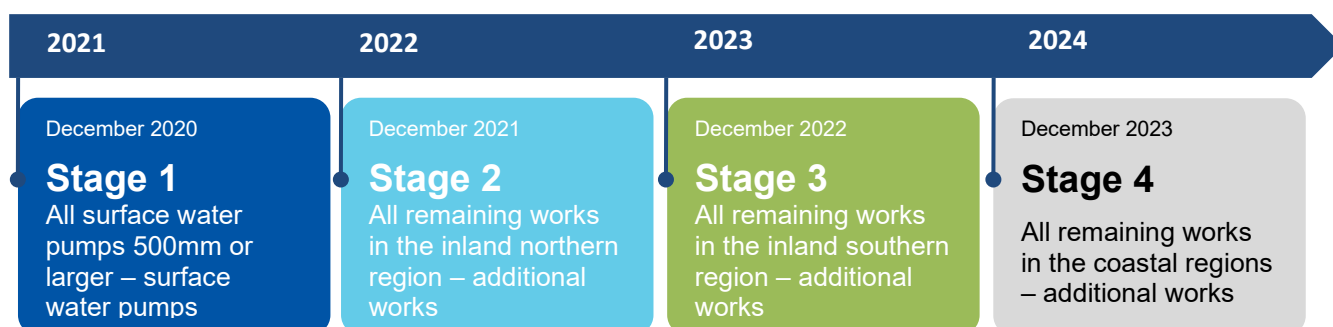 2021
2022
2023
2024
December 2020
Stage 1
All surface water
pumps 500mm or
larger – surface
water pumps
December 2021
Stage 2
All remaining works
in the inland northern
region – additional
works
December 2022
Stage 3
All remaining works
in the inland southern
region – additional
works
December 2023
Stage 4
All remaining works
in the coastal regions
– additional works